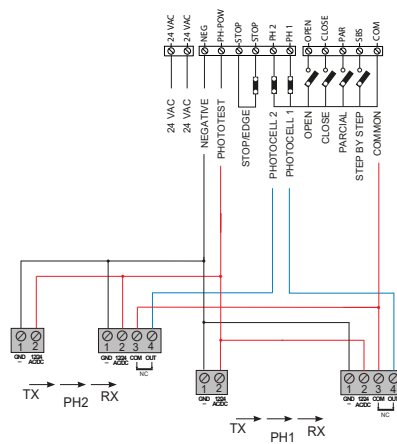 24 VAC
24 VAC
NEG
PH-POW
STOP
STOP
PH 2
PH 1
OPEN
CLOSE
PAR
SBS
COM
24 VAC
24 VAC
NEGATIVE
PHOTOTEST
STOP/EDGE
PHOTOCELL 2
PHOTOCELL 1
OPEN
CLOSE
PARCIAL
STEP BY STEP
COMMON
1 2
GND 12/24
– AC/DC
1 2 3 4
GND 12/24 COM OUT
– AC/DC
NC
1 2
GND 12/24
– AC/DC
1 2 3 4
GND 12/24 COM OUT
– AC/DC
NC
TX PH2 RX
TX PH1 RX